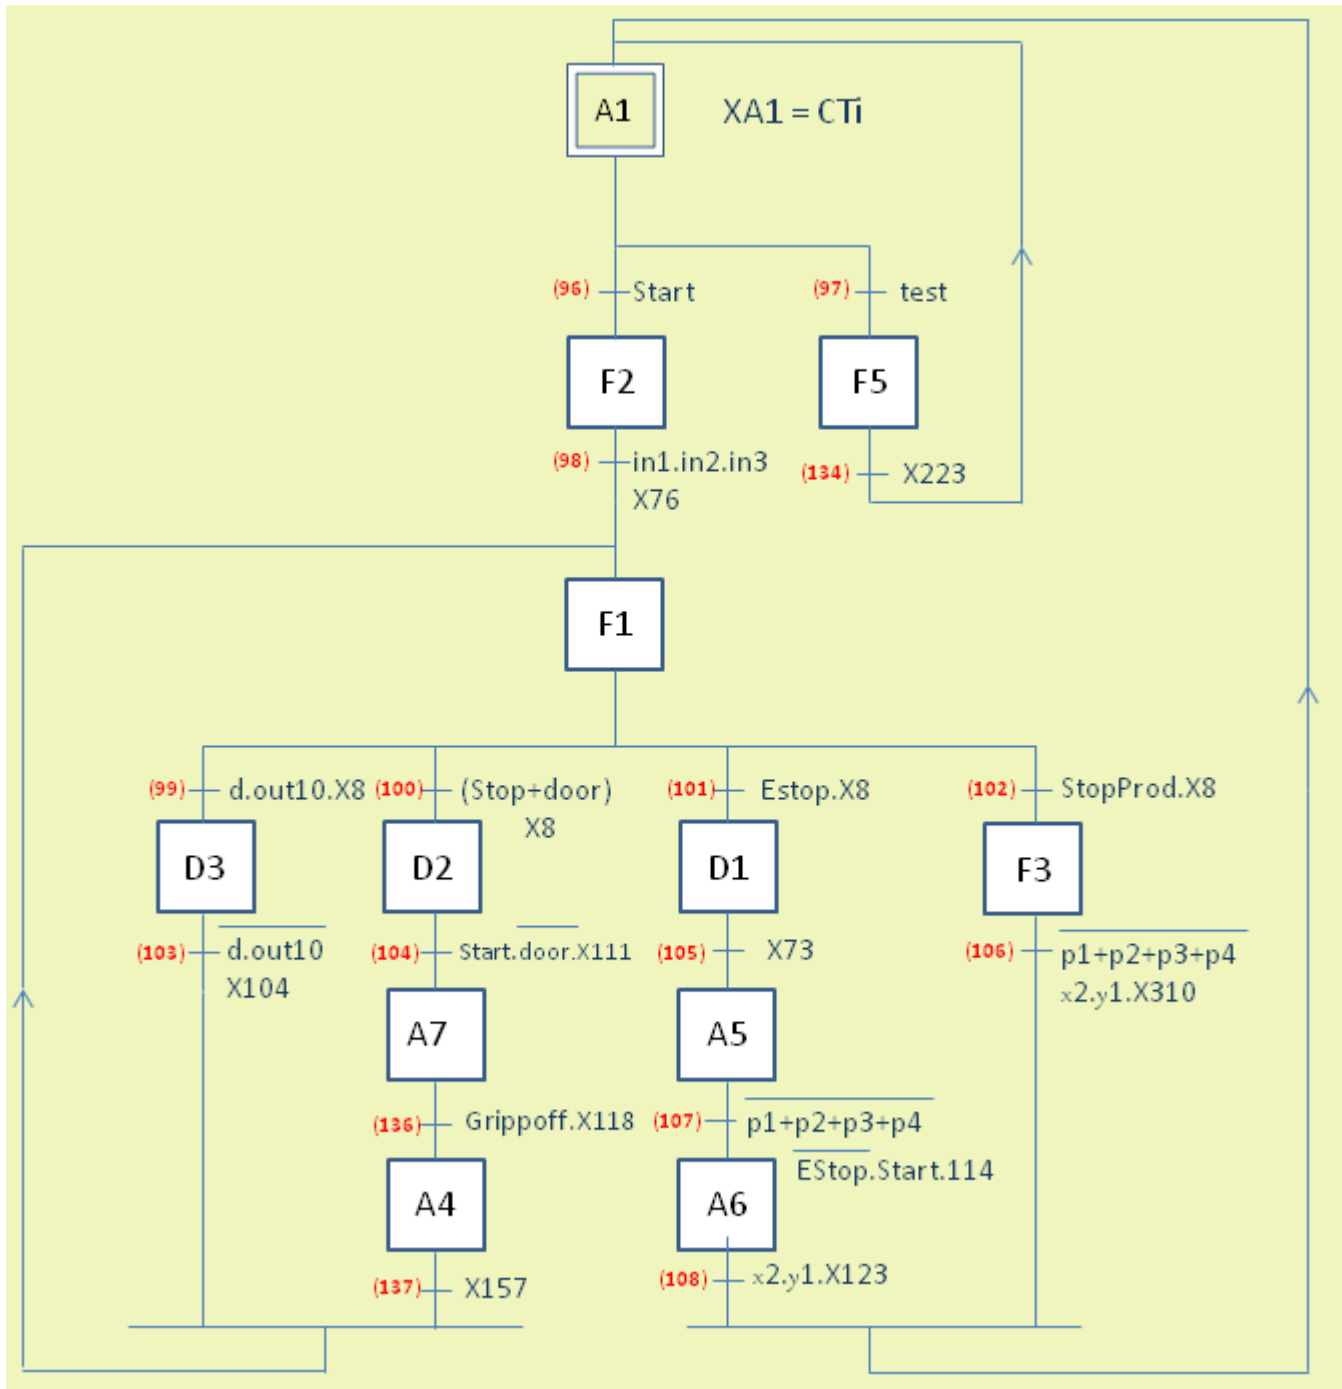 A1
XA1 = CTi
(96) Start
(97) test
F2
F5
(98) in1.in2.in3
X76
(134) X223
F1
(99) d.out10.X8
(100) (Stop+door)
X8
(101) Estop.X8
(102) StopProd.X8
D3
D2
D1
F3
(103) d.out10
X104
(104) Start.door.X111
(105) X73
(106) p1+p2+p3+p4
x2.y1.X310
A7
A5
(136) Grippoff.X118
(107) p1+p2+p3+p4
EStop.Start.114
A4
A6
(137) X157
(108) x2.y1.X123